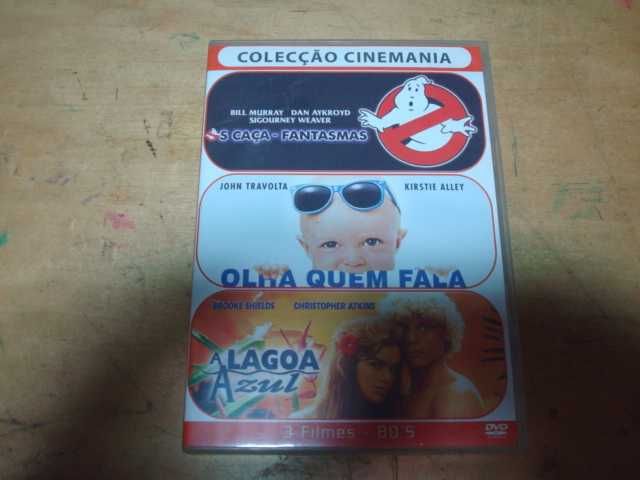 COLECÇÃO CINEMANIA
BILL MURRAY DAN AYKROYD
SIGOURNEY WEAVER
S CAÇA-FANTASMAS
JOHN TRAVOLTA KIRSTIE ALLEY
OLHA QUEM FALA
BROOKE SHIELDS CHRISTOPHER ATKINS
A LAGOA
Azul
3 Filmes - 80'S
DVD